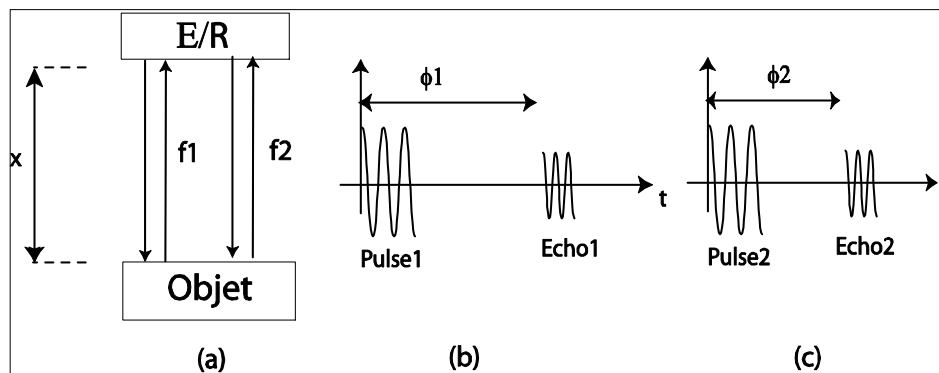 E/R
x
f1
f2
Objet
(a)
ϕ1
t
Pulse1
Echo1
(b)
ϕ2
Pulse2
Echo2
(c)